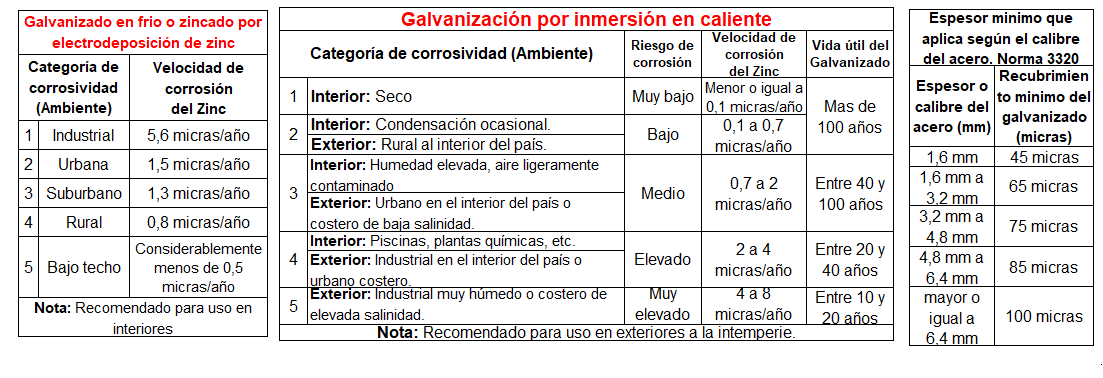 Galvanizado en frio o zincado por
electrodeposición de zinc
Categoría de
corrosividad
(Ambiente)
Velocidad de
corrosión
del Zinc
1 Industrial 5,6 micras/año
2 Urbana 1,5 micras/año
3 Suburbano 1,3 micras/año
4 Rural 0,8 micras/año
5 Bajo techo Considerablemente
menos de 0,5
micras/año
Nota: Recomendado para uso en
interiores
Galvanización por inmersión en caliente
Categoría de corrosividad (Ambiente)
Riesgo de
corrosión
Velocidad de
corrosión
del Zinc
Vida útil del
Galvanizado
1 Interior: Seco
Muy bajo
Menor o igual a
0,1 micras/año
Mas de
100 años
2 Interior: Condensación ocasional.
Exterior: Rural al interior del país.
Bajo
0,1 a 0,7
micras/año
3 Interior: Humedad elevada, aire ligeramente
contaminado
Exterior: Urbano en el interior del país o
costero de baja salinidad.
Medio
0,7 a 2
micras/año
Entre 40 y
100 años
4 Interior: Piscinas, plantas químicas, etc.
Exterior: Industrial en el interior del país o
urbano costero.
Elevado
2 a 4
micras/año
Entre 20 y
40 años
5 Exterior: Industrial muy húmedo o costero de
elevada salinidad.
Muy
elevado
4 a 8
micras/año
Entre 10 y
20 años
Nota: Recomendado para uso en exteriores a la intemperie.
Espesor minimo que
aplica según el calibre
del acero. Norma 3320
Espesor o
calibre del
acero (mm)
Recubrimien
to minimo del
galvanizado
(micras)
1,6 mm 45 micras
1,6 mm a
3,2 mm
65 micras
3,2 mm a
4,8 mm
75 micras
4,8 mm a
6,4 mm
85 micras
mayor o
igual a
6,4 mm
100 micras